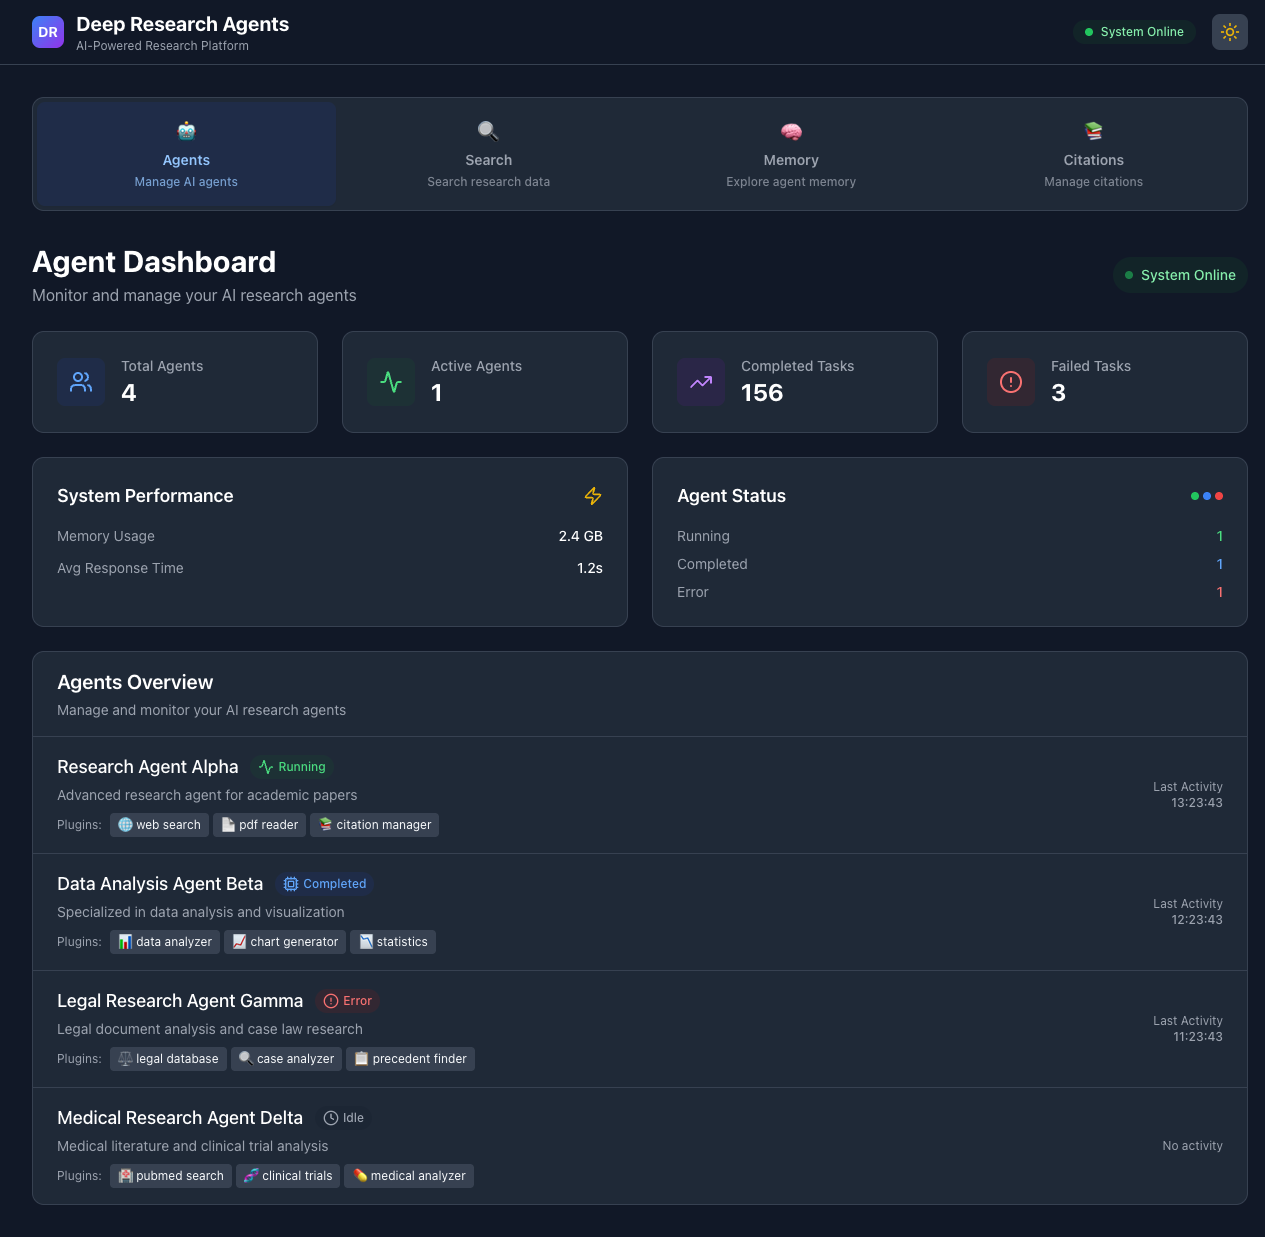 DR
Deep Research Agents
AI-Powered Research Platform
System Online
Agents
Manage AI agents
Search
Search research data
Memory
Explore agent memory
Citations
Manage citations
Agent Dashboard
Monitor and manage your AI research agents
System Online
Total Agents
4
Active Agents
1
Completed Tasks
156
Failed Tasks
3
System Performance
Memory Usage 2.4 GB
Avg Response Time 1.2s
Agent Status
Running 1
Completed 1
Error 1
Agents Overview
Manage and monitor your AI research agents
Research Agent Alpha Running
Advanced research agent for academic papers
Plugins: web search pdf reader citation manager
Last Activity
13:23:43
Data Analysis Agent Beta Completed
Specialized in data analysis and visualization
Plugins: data analyzer chart generator statistics
Last Activity
12:23:43
Legal Research Agent Gamma Error
Legal document analysis and case law research
Plugins: legal database case analyzer precedent finder
Last Activity
11:23:43
Medical Research Agent Delta Idle
Medical literature and clinical trial analysis
Plugins: pubmed search clinical trials medical analyzer
No activity